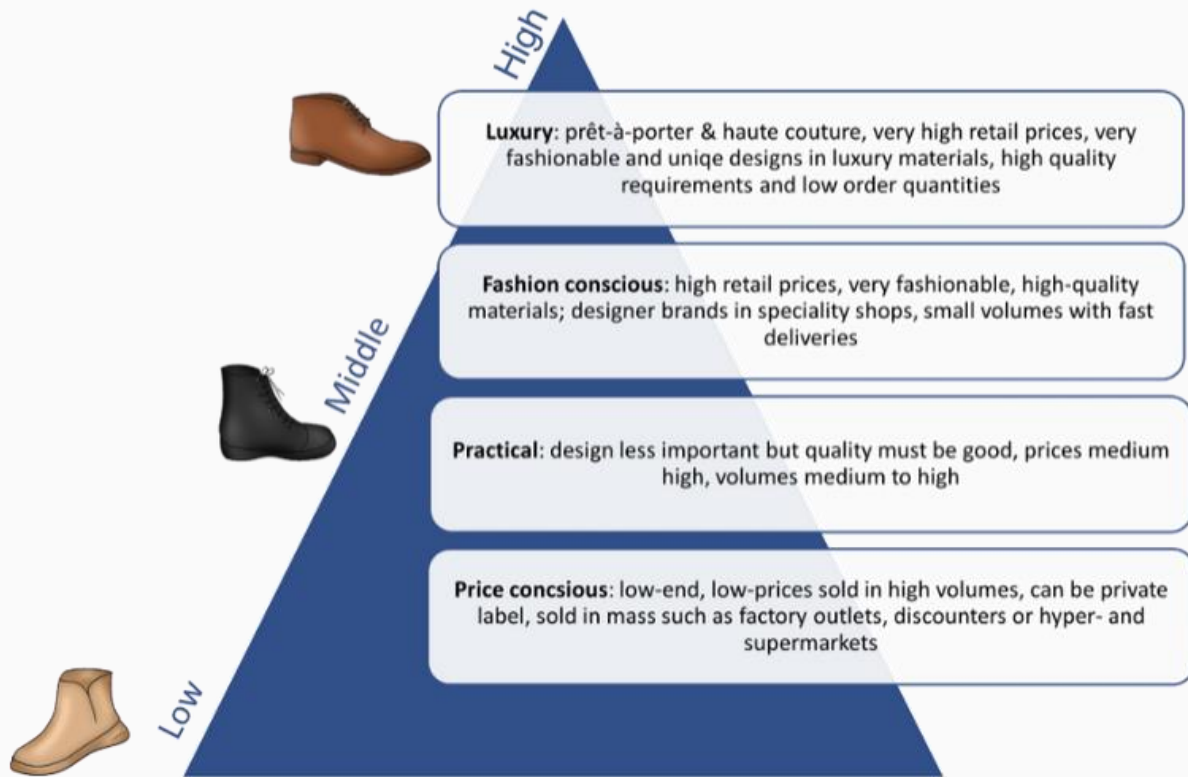 High
Luxury: prêt-à-porter & haute couture, very high retail prices, very
fashionable and uniqe designs in luxury materials, high quality
requirements and low order quantities
Fashion conscious: high retail prices, very fashionable, high-quality
materials; designer brands in speciality shops, small volumes with fast
deliveries
Middle
Practical: design less important but quality must be good, prices medium
high, volumes medium to high
Price concsious: low-end, low-prices sold in high volumes, can be private
label, sold in mass such as factory outlets, discounters or hyper- and
supermarkets
Low